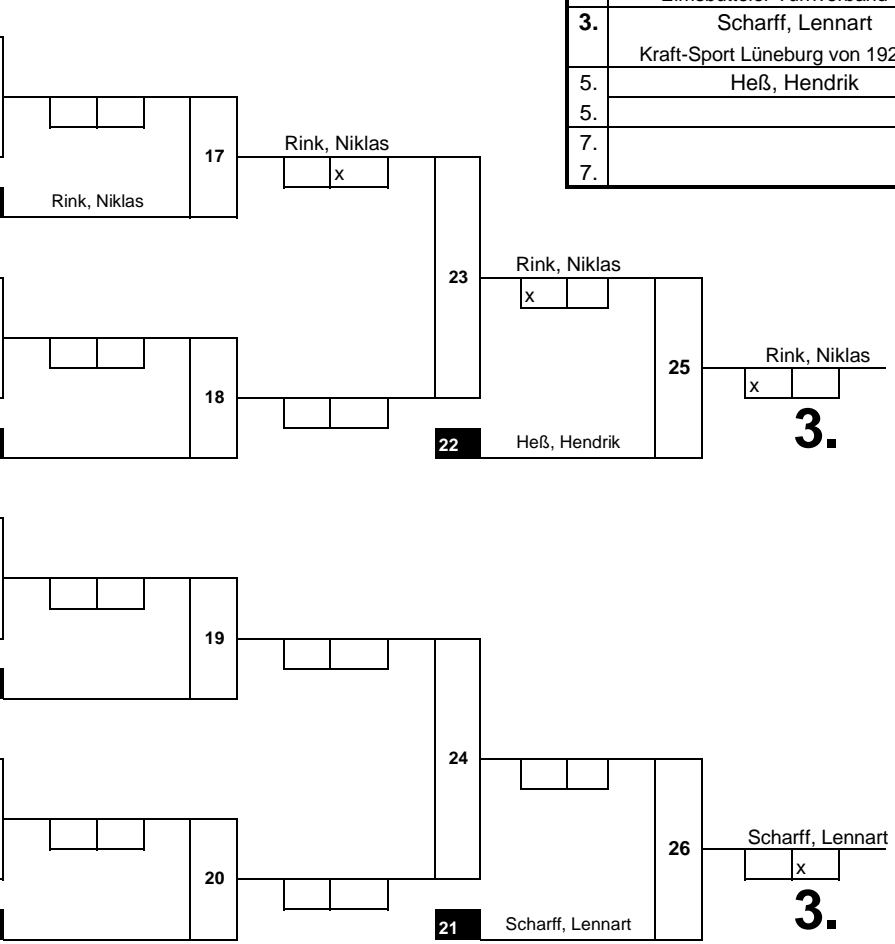 Eimsbütteler Turnverband
3. Scharff, Lennart
Kraft-Sport Lüneburg von 192
5. Heß, Hendrik
5.
7.
7.
17
Rink, Niklas
x
Rink, Niklas
23
Rink, Niklas
x
25
Rink, Niklas
x
3.
18
22 Heß, Hendrik
19
24
26
Scharff, Lennart
x
3.
20
21 Scharff, Lennart